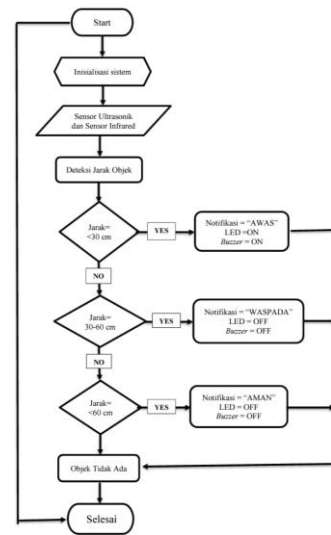 Start
Inisialisasi sistem
Sensor Ultrasonik
dan Sensor Infrared
Deteksi Jarak Objek
Jarak=
<30 cm
YES
Notifikasi = “AWAS”
LED =ON
Buzzer = ON
NO
Jarak=
30-60 cm
YES
Notifikasi = “WASPADA”
LED = OFF
Buzzer = OFF
NO
Jarak=
<60 cm
YES
Notifikasi = “AMAN”
LED = OFF
Buzzer = OFF
Objek Tidak Ada
Selesai